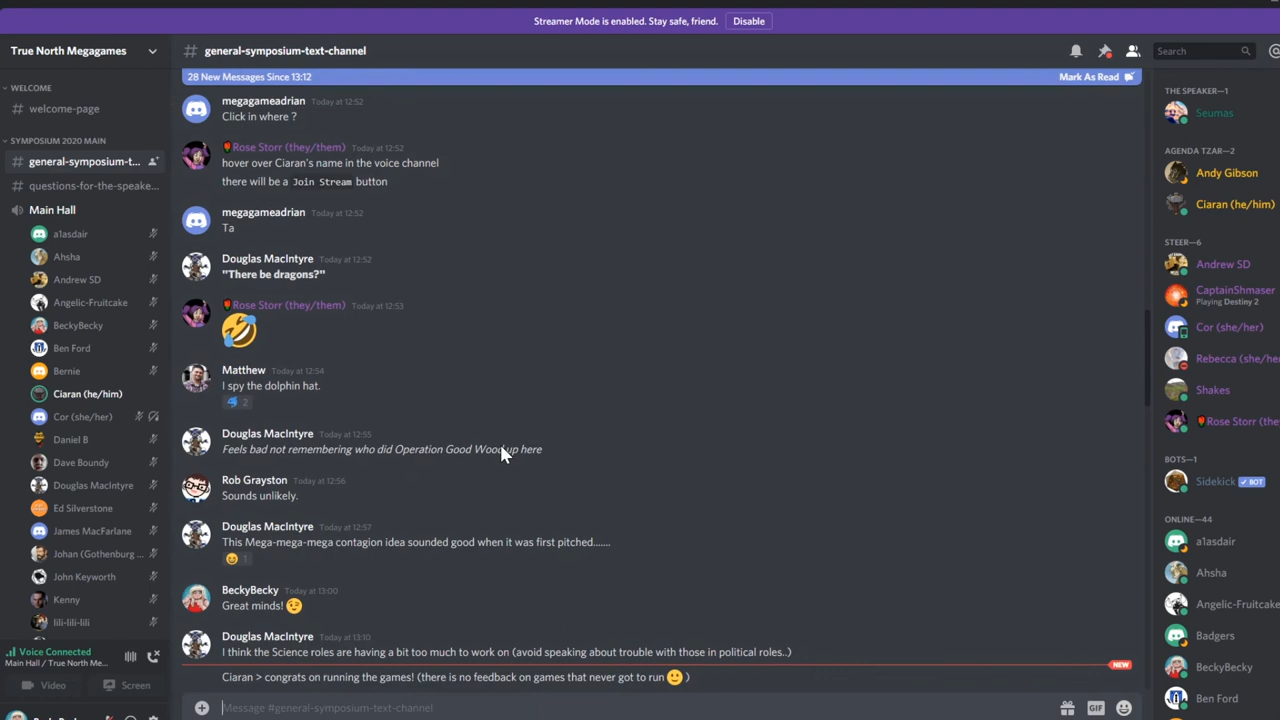 Streamer Mode is enabled. Stay safe, friend. Disable
True North Megagames
# general-symposium-text-channel
Search
28 New Messages Since 13:12 Mark As Read
WELCOME
# welcome-page
SYMPOSIUM 2020 MAIN
# general-symposium-t...
# questions-for-the-speake...
Main Hall
a1asdair
Ahsha
Andrew SD
Angelic-Fruitcake
BeckyBecky
Ben Ford
Bernie
Ciaran (he/him)
Cor (she/her)
Daniel B
Dave Boundy
Douglas MacIntyre
Ed Silverstone
James MacFarlane
Johan (Gothenburg ...
John Keyworth
Kenny
lili-lili-lili
Voice Connected
Main Hall / True North Me...
Video Screen
megagameadrian Today at 12:52
Click in where ?
Rose Storr (they/them) Today at 12:52
hover over Ciaran's name in the voice channel
there will be a Join Stream button
megagameadrian Today at 12:52
Ta
Douglas MacIntyre Today at 12:52
"There be dragons?"
Rose Storr (they/them) Today at 12:53
Matthew Today at 12:54
I spy the dolphin hat.
2
Douglas MacIntyre Today at 12:55
Feels bad not remembering who did Operation Good Wood up here
Rob Grayston Today at 12:56
Sounds unlikely.
Douglas MacIntyre Today at 12:57
This Mega-mega-mega contagion idea sounded good when it was first pitched.......
1
BeckyBecky Today at 13:00
Great minds!
Douglas MacIntyre Today at 13:10
I think the Science roles are having a bit too much to work on (avoid speaking about trouble with those in political roles..)
NEW
Ciaran > congrats on running the games! (there is no feedback on games that never got to run )
Message #general-symposium-text-channel
GIF
THE SPEAKER—1
Seumas
AGENDA TZAR—2
Andy Gibson
Ciaran (he/him)
STEER—6
Andrew SD
CaptainShmaser
Playing Destiny 2
Cor (she/her)
Rebecca (she/he
Shakes
Rose Storr (the
BOTS—1
Sidekick BOT
ONLINE—44
a1asdair
Ahsha
Angelic-Fruitcake
Badgers
BeckyBecky
Ben Ford